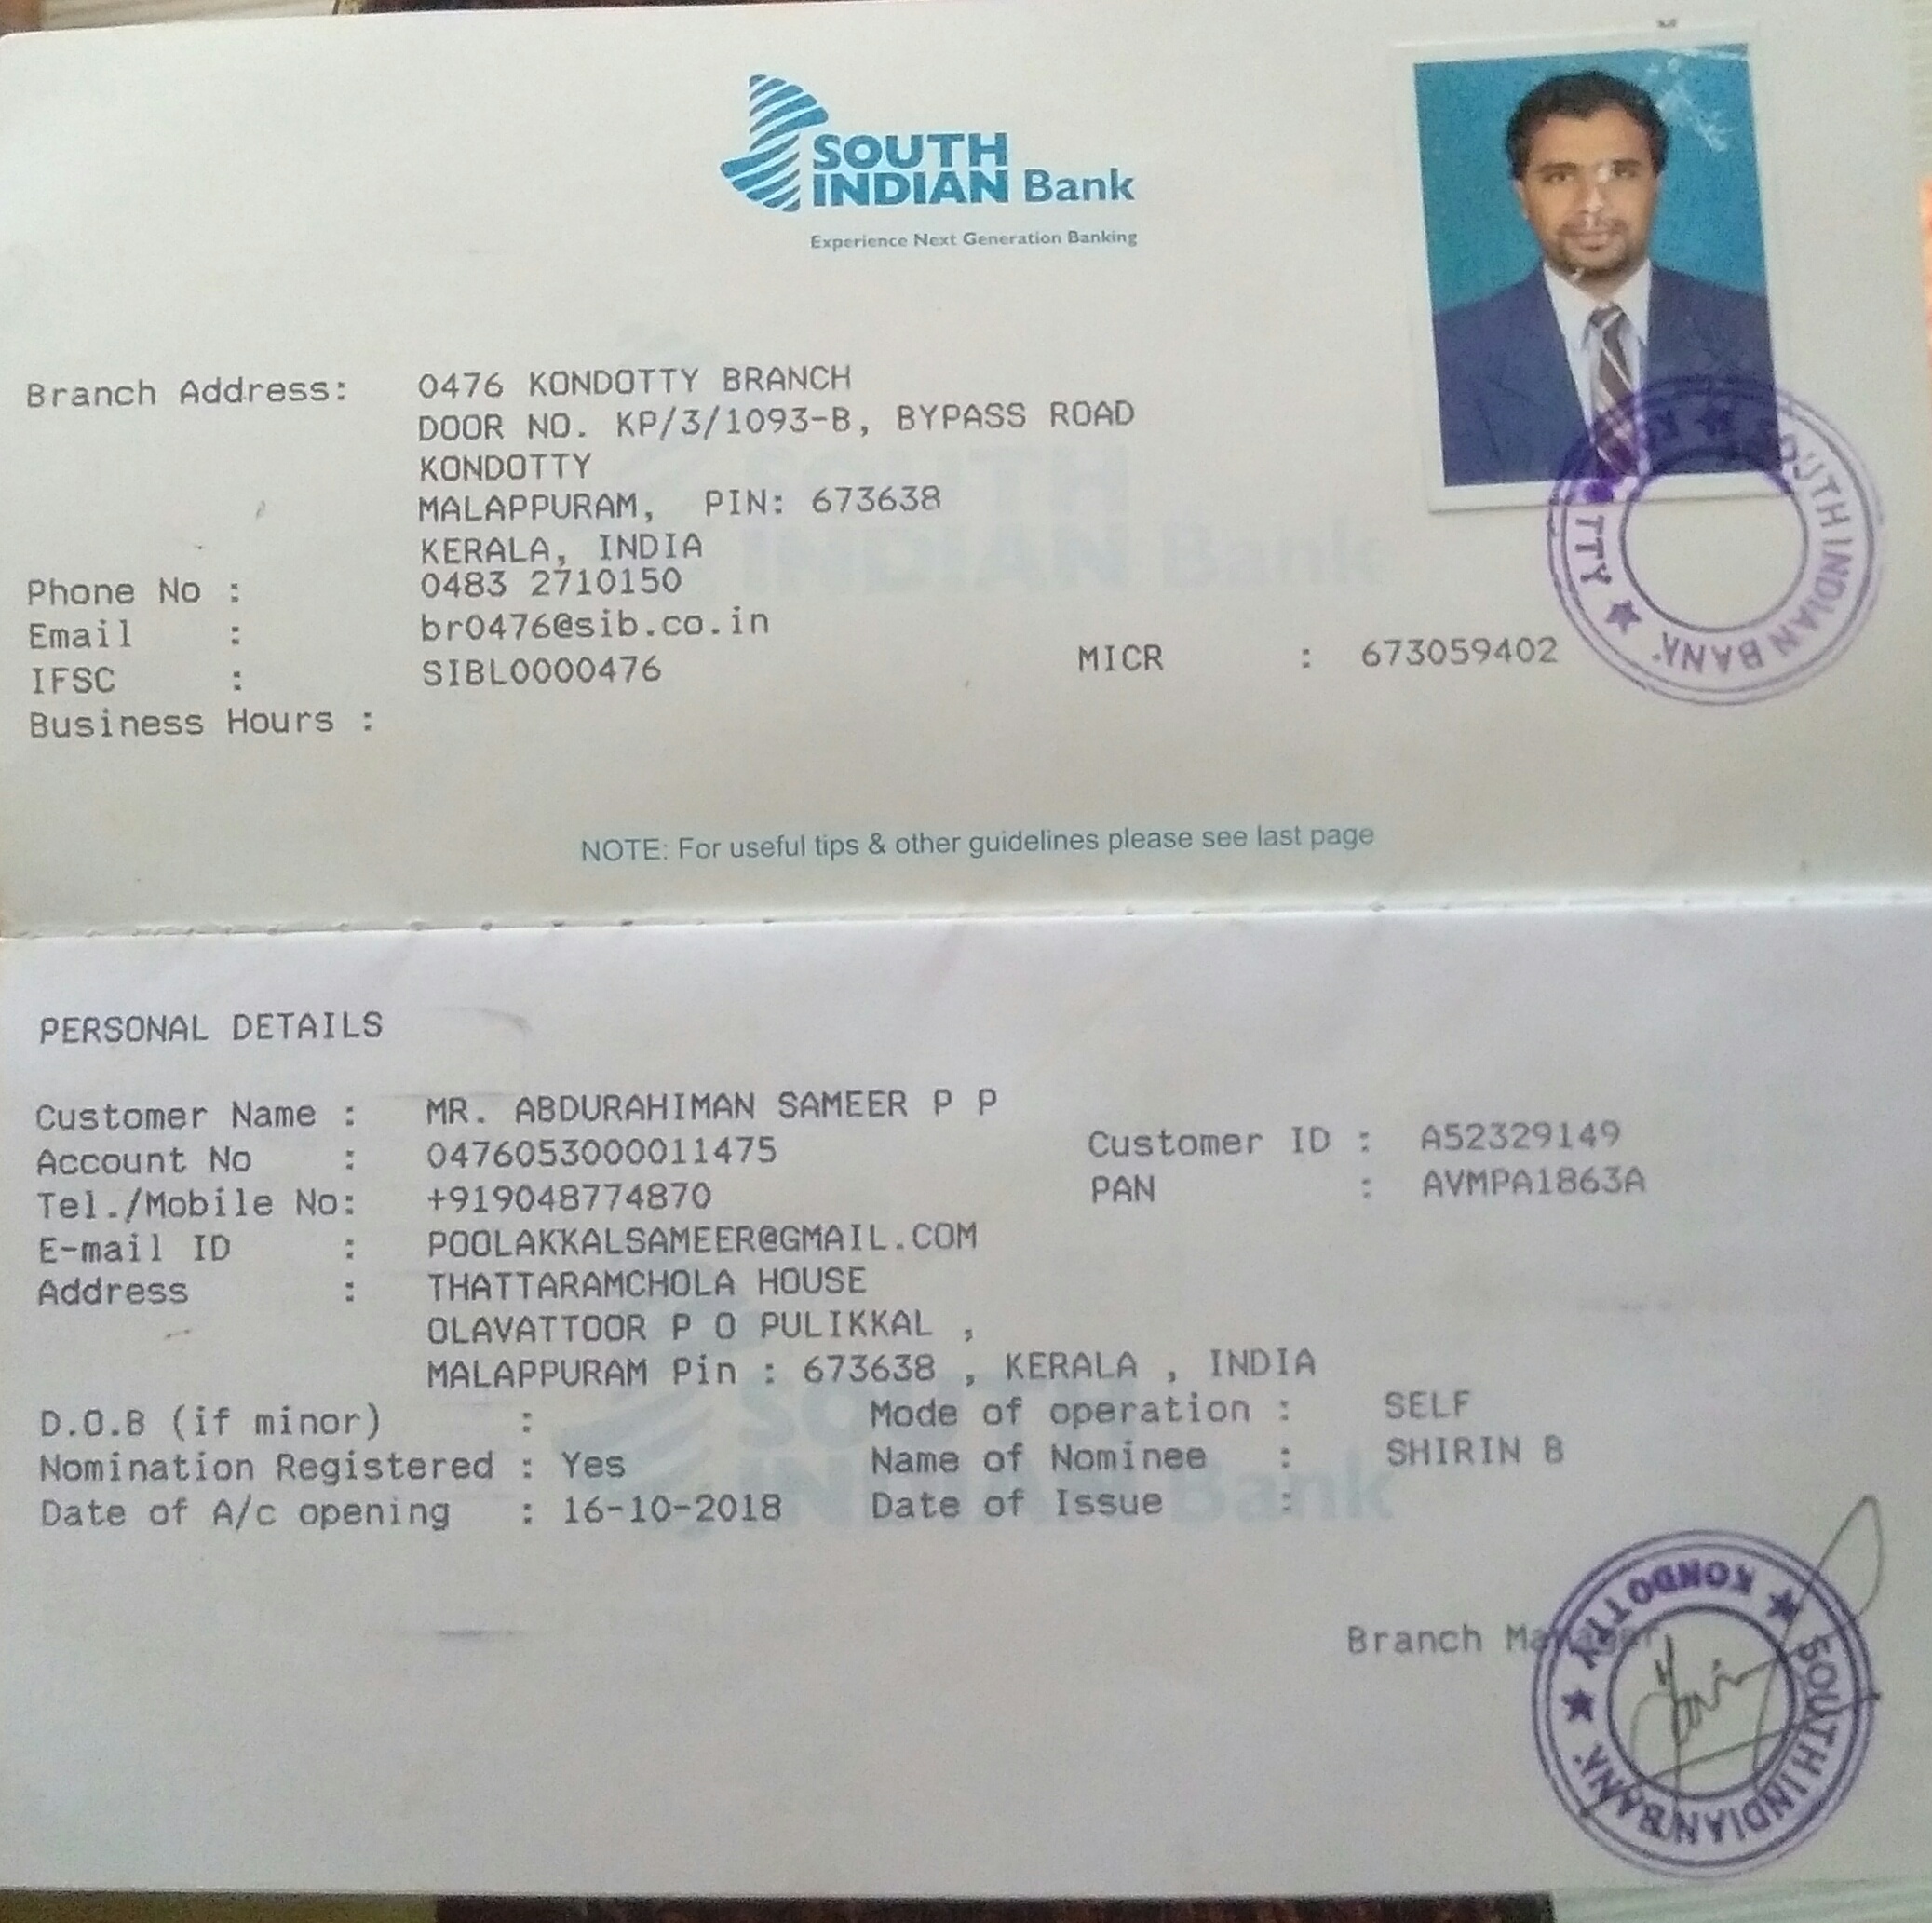 SOUTH
INDIAN Bank
Experience Next Generation Banking
Branch Address: 0476 KONDOTTY BRANCH
DOOR NO. KP/3/1093-B, BYPASS ROAD
KONDOTTY
MALAPPURAM, PIN: 673638
KERALA, INDIA
Phone No : 0483 2710150
Email : br0476@sib.co.in
IFSC : SIBL0000476 MICR : 673059402
Business Hours :
SOUTH INDIAN BANK. ★ TTY ★
NOTE: For useful tips & other guidelines please see last page
PERSONAL DETAILS
Customer Name : MR. ABDURAHIMAN SAMEER P P
Account No : 0476053000011475 Customer ID : A52329149
Tel./Mobile No: +919048774870 PAN : AVMPA1863A
E-mail ID : POOLAKKALSAMEER@GMAIL.COM
Address : THATTARAMCHOLA HOUSE
OLAVATTOOR P O PULIKKAL ,
MALAPPURAM Pin : 673638 , KERALA , INDIA
D.O.B (if minor) : Mode of operation : SELF
Nomination Registered : Yes Name of Nominee : SHIRIN B
Date of A/c opening : 16-10-2018 Date of Issue :
Branch Manager
SOUTH INDIAN BANK. ★ KONDOTTY ★